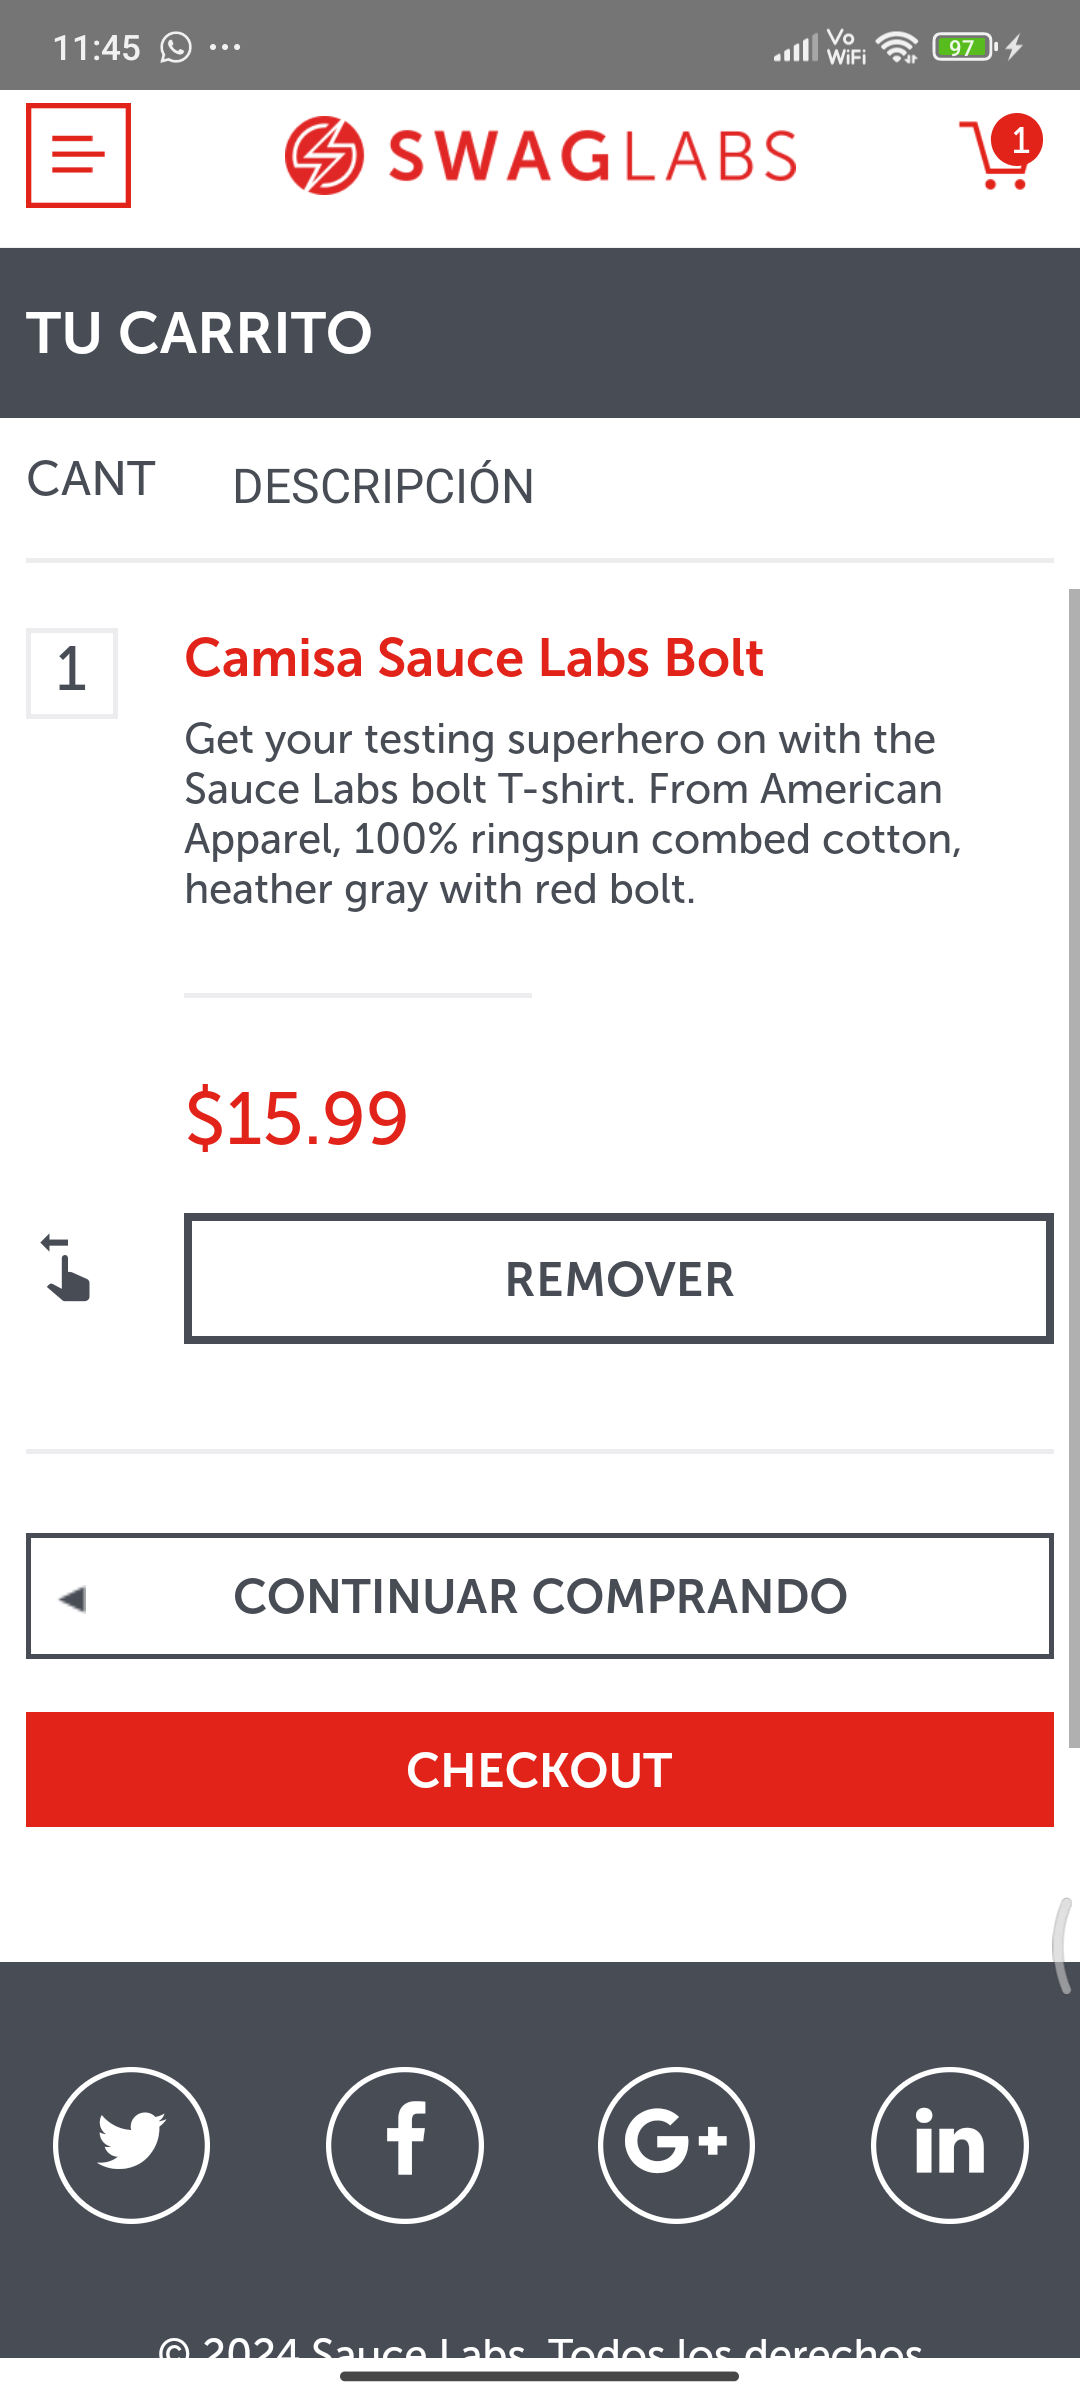 11:45
Vo
WiFi
97
SWAGLABS
1
TU CARRITO
CANT
DESCRIPCIÓN
1
Camisa Sauce Labs Bolt
Get your testing superhero on with the
Sauce Labs bolt T-shirt. From American
Apparel, 100% ringspun combed cotton,
heather gray with red bolt.
$15.99
REMOVER
CONTINUAR COMPRANDO
CHECKOUT
f
G+
in
© 2024 Sauce Labs. Todos los derechos